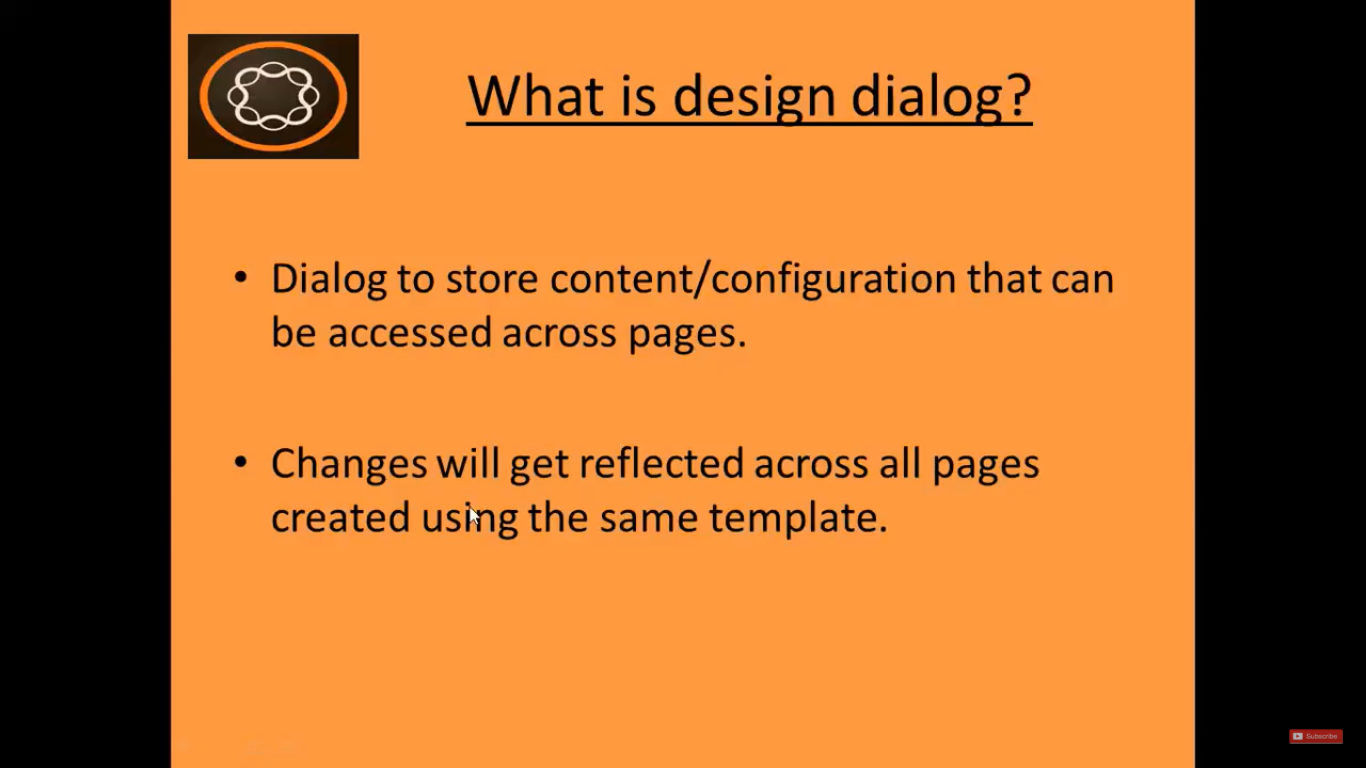 What is design dialog?
• Dialog to store content/configuration that can
be accessed across pages.
• Changes will get reflected across all pages
created using the same template.
Subscribe